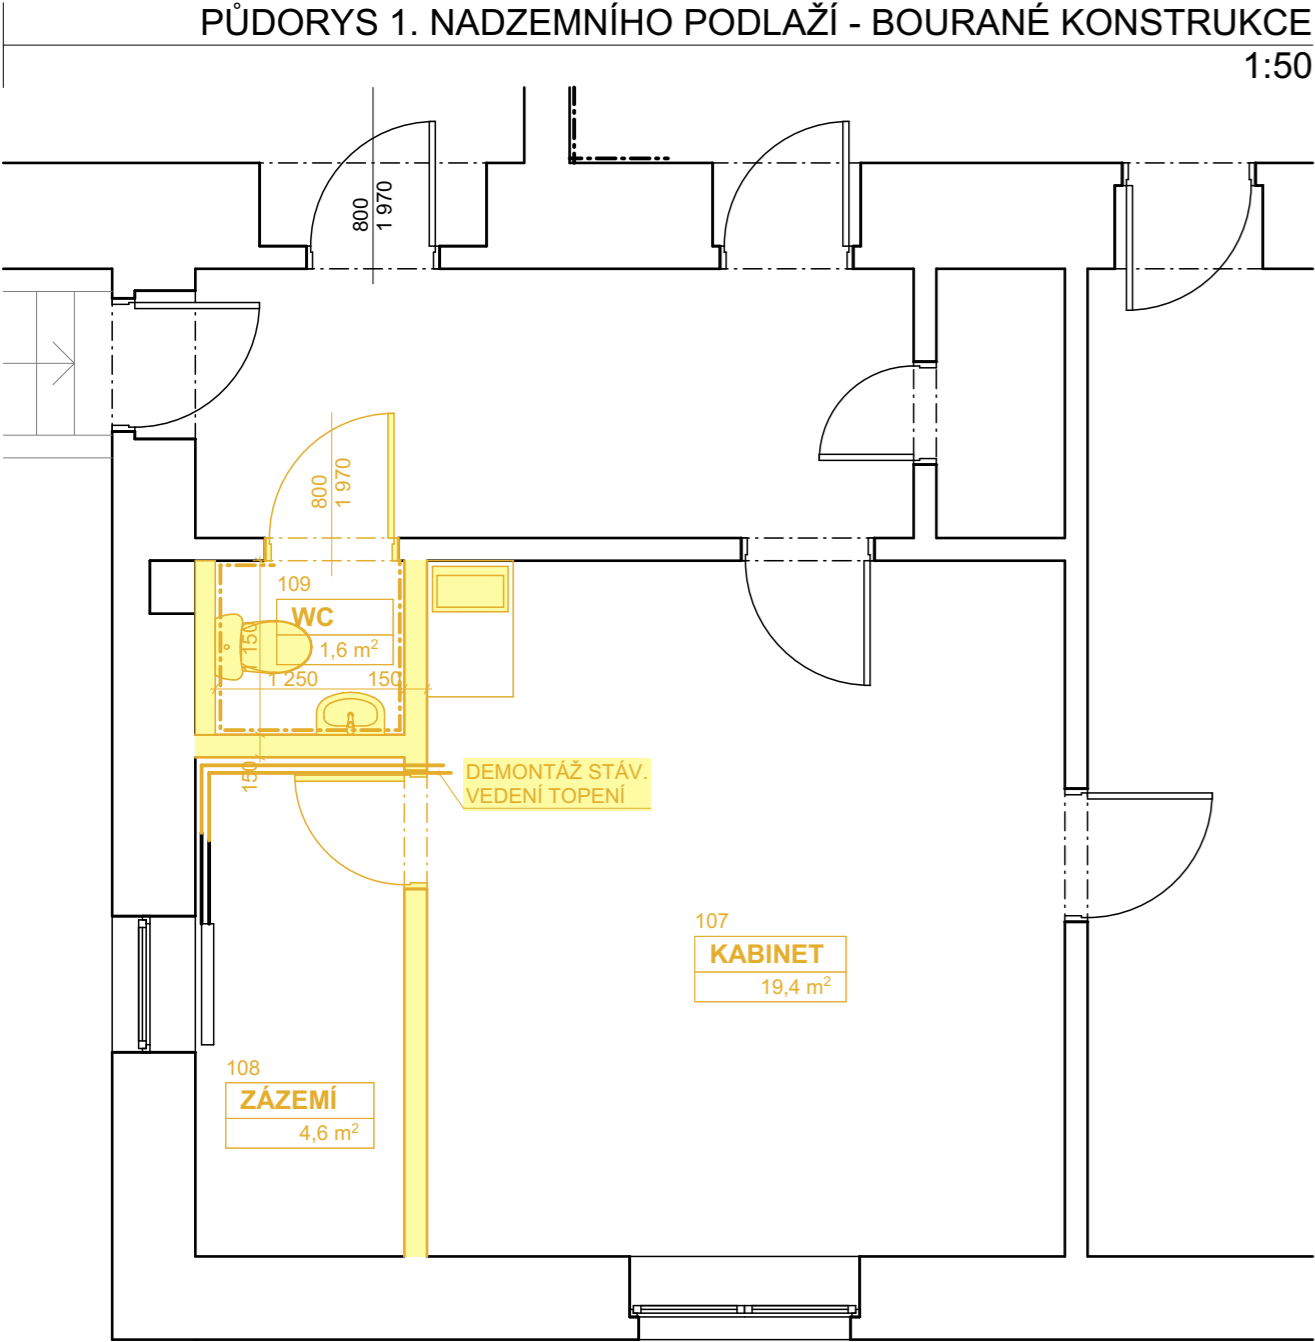 PŮDORYS 1. NADZEMNÍHO PODLAŽÍ - BOURANÉ KONSTRUKCE
1:50
800
1 970
800
1 970
109
WC
1,6 m²
1 150
1 250
150
150
DEMONTÁŽ STÁV.
VEDENÍ TOPENÍ
107
KABINET
19,4 m²
108
ZÁZEMÍ
4,6 m²